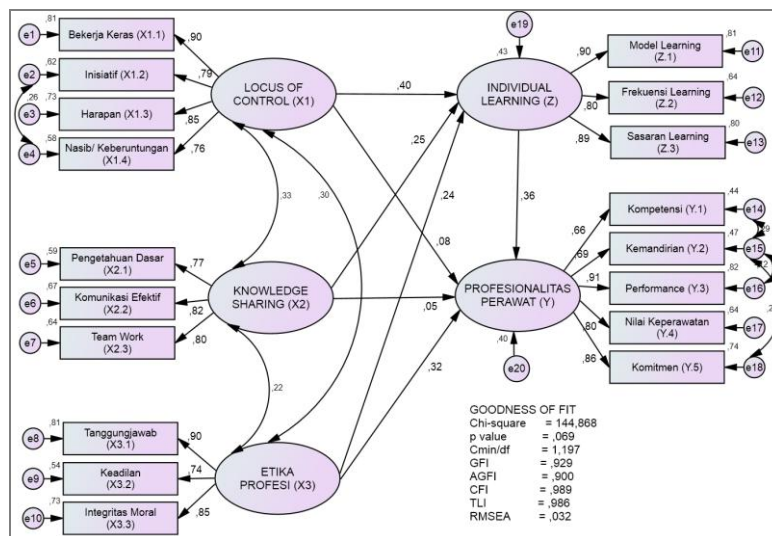 e1
,81
Bekerja Keras (X1.1)
,90
e2
,62
Inisiatif (X1.2)
,79
,26
e3
,73
Harapan (X1.3)
,85
e4
,58
Nasib/ Keberuntungan
(X1.4)
,76
LOCUS OF
CONTROL (X1)
,40
,33
,30
,08
e5
,59
Pengetahuan Dasar
(X2.1)
,77
e6
,67
Komunikasi Efektif
(X2.2)
,82
e7
,64
Team Work
(X2.3)
,80
KNOWLEDGE
SHARING (X2)
,25
,05
,22
e8
,81
Tanggungjawab
(X3.1)
,90
e9
,54
Keadilan
(X3.2)
,74
e10
,73
Integritas Moral
(X3.3)
,85
ETIKA
PROFESI (X3)
,24
,32
e19
,43
INDIVIDUAL
LEARNING (Z)
,36
,90
Model Learning
(Z.1)
,81
e11
,80
Frekuensi Learning
(Z.2)
,64
e12
,89
Sasaran Learning
(Z.3)
,80
e13
PROFESIONALITAS
PERAWAT (Y)
,40
e20
,66
Kompetensi (Y.1)
,44
e14
,69
Kemandirian (Y.2)
,47
e15
,91
Performance (Y.3)
,82
e16
,80
Nilai Keperawatan
(Y.4)
,64
e17
,86
Komitmen (Y.5)
,74
e18
GOODNESS OF FIT
Chi-square = 144,868
p value = ,069
Cmin/df = 1,197
GFI = ,929
AGFI = ,900
CFI = ,989
TLI = ,986
RMSEA = ,032